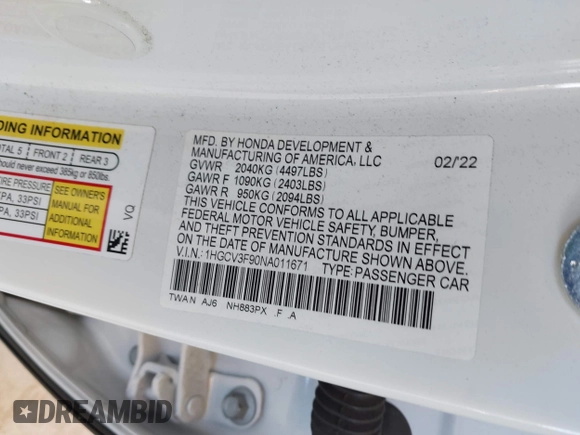 DING INFORMATION
OTAL 5 FRONT 2 REAR 3
hould never exceed 385kg or 850lbs.
RE PRESSURE
PA, 33PSI
PA, 33PSI
SEE OWNER'S
MANUAL FOR
ADDITIONAL
INFORMATION
VQ
MFD. BY HONDA DEVELOPMENT &
MANUFACTURING OF AMERICA, LLC 02/'22
GVWR 2040KG (4497LBS)
GAWR F 1090KG (2403LBS)
GAWR R 950KG (2094LBS)
THIS VEHICLE CONFORMS TO ALL APPLICABLE
FEDERAL MOTOR VEHICLE SAFETY, BUMPER,
AND THEFT PREVENTION STANDARDS IN EFFECT
ON THE DATE OF MANUFACTURE SHOWN ABOVE.
V.I.N.: 1HGCV3F90NA011671 TYPE: PASSENGER CAR
TWA N AJ6 NH883PX .F .A
DREAMBID